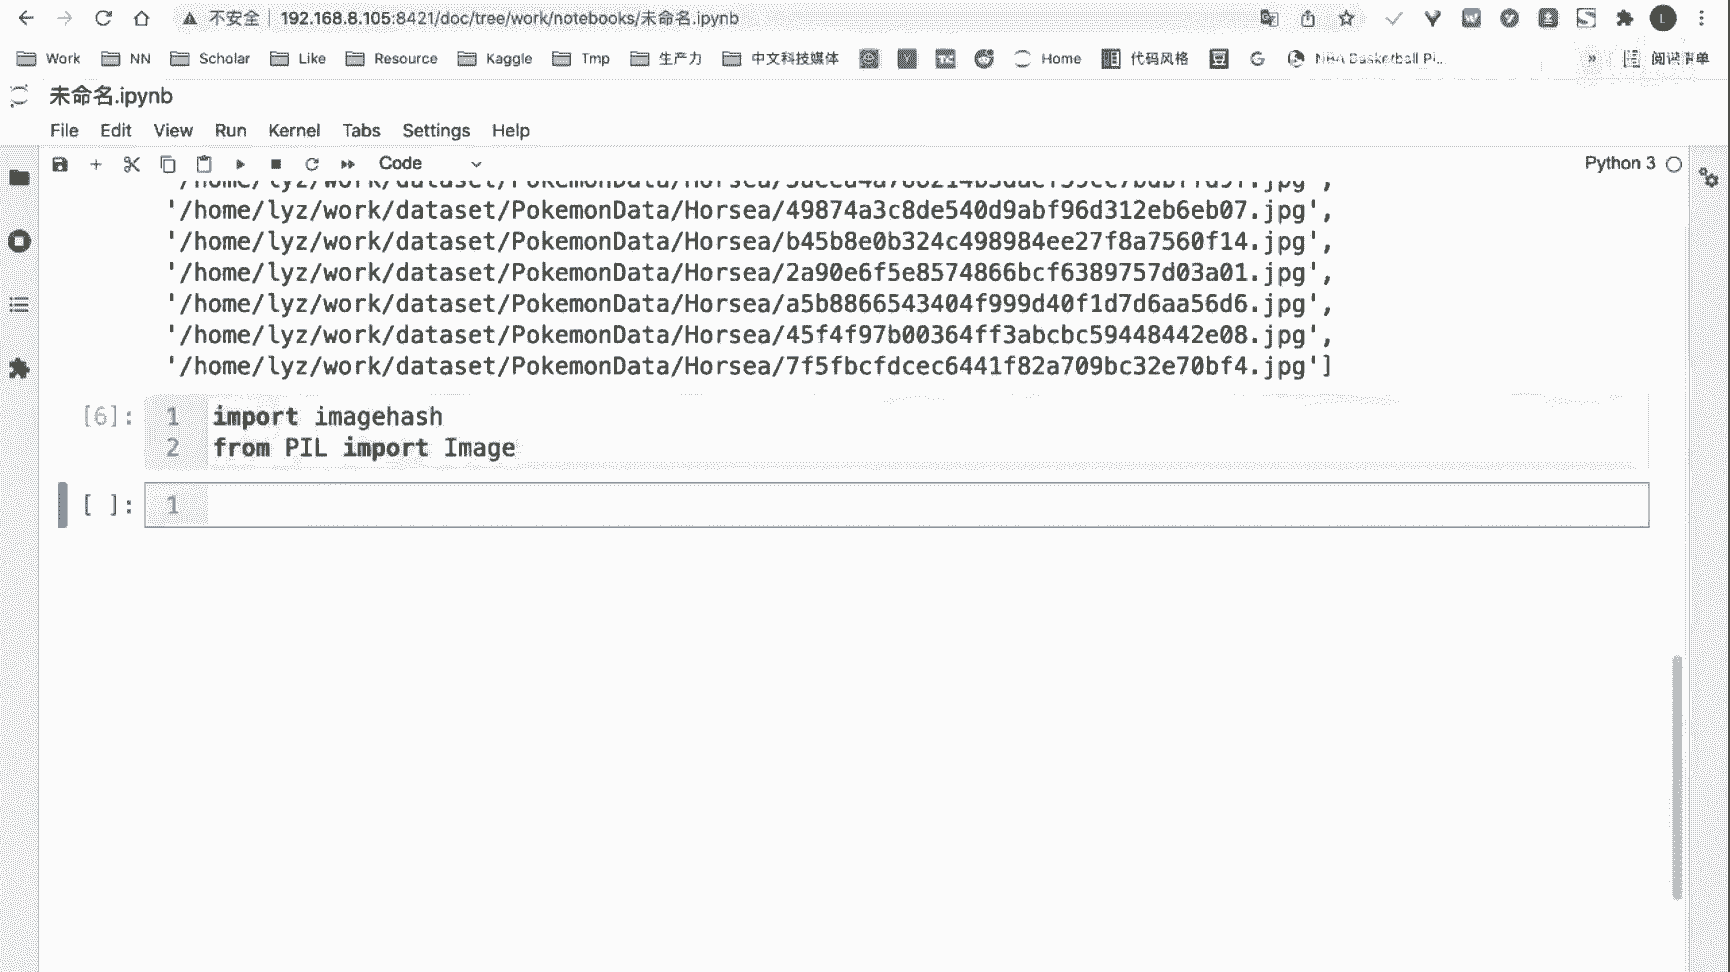 不安全 192.168.8.105:8421/doc/tree/work/notebooks/未命名.ipynb
Work NN Scholar Like Resource Kaggle Tmp 生产力 中文科技媒体 Home 代码风格 G NBA Basketball Pi... » 阅读清单
未命名.ipynb
File Edit View Run Kernel Tabs Settings Help
Code Python 3
'/home/lyz/work/dataset/PokemonData/Horsea/49874a3c8de540d9abf96d312eb6eb07.jpg',
'/home/lyz/work/dataset/PokemonData/Horsea/b45b8e0b324c498984ee27f8a7560f14.jpg',
'/home/lyz/work/dataset/PokemonData/Horsea/2a90e6f5e8574866bcf6389757d03a01.jpg',
'/home/lyz/work/dataset/PokemonData/Horsea/a5b8866543404f999d40f1d7d6aa56d6.jpg',
'/home/lyz/work/dataset/PokemonData/Horsea/45f4f97b00364ff3abcbc59448442e08.jpg',
'/home/lyz/work/dataset/PokemonData/Horsea/7f5fbcfdcec6441f82a709bc32e70bf4.jpg']
[6]: 1 import imagehash
2 from PIL import Image
[ ]: 1